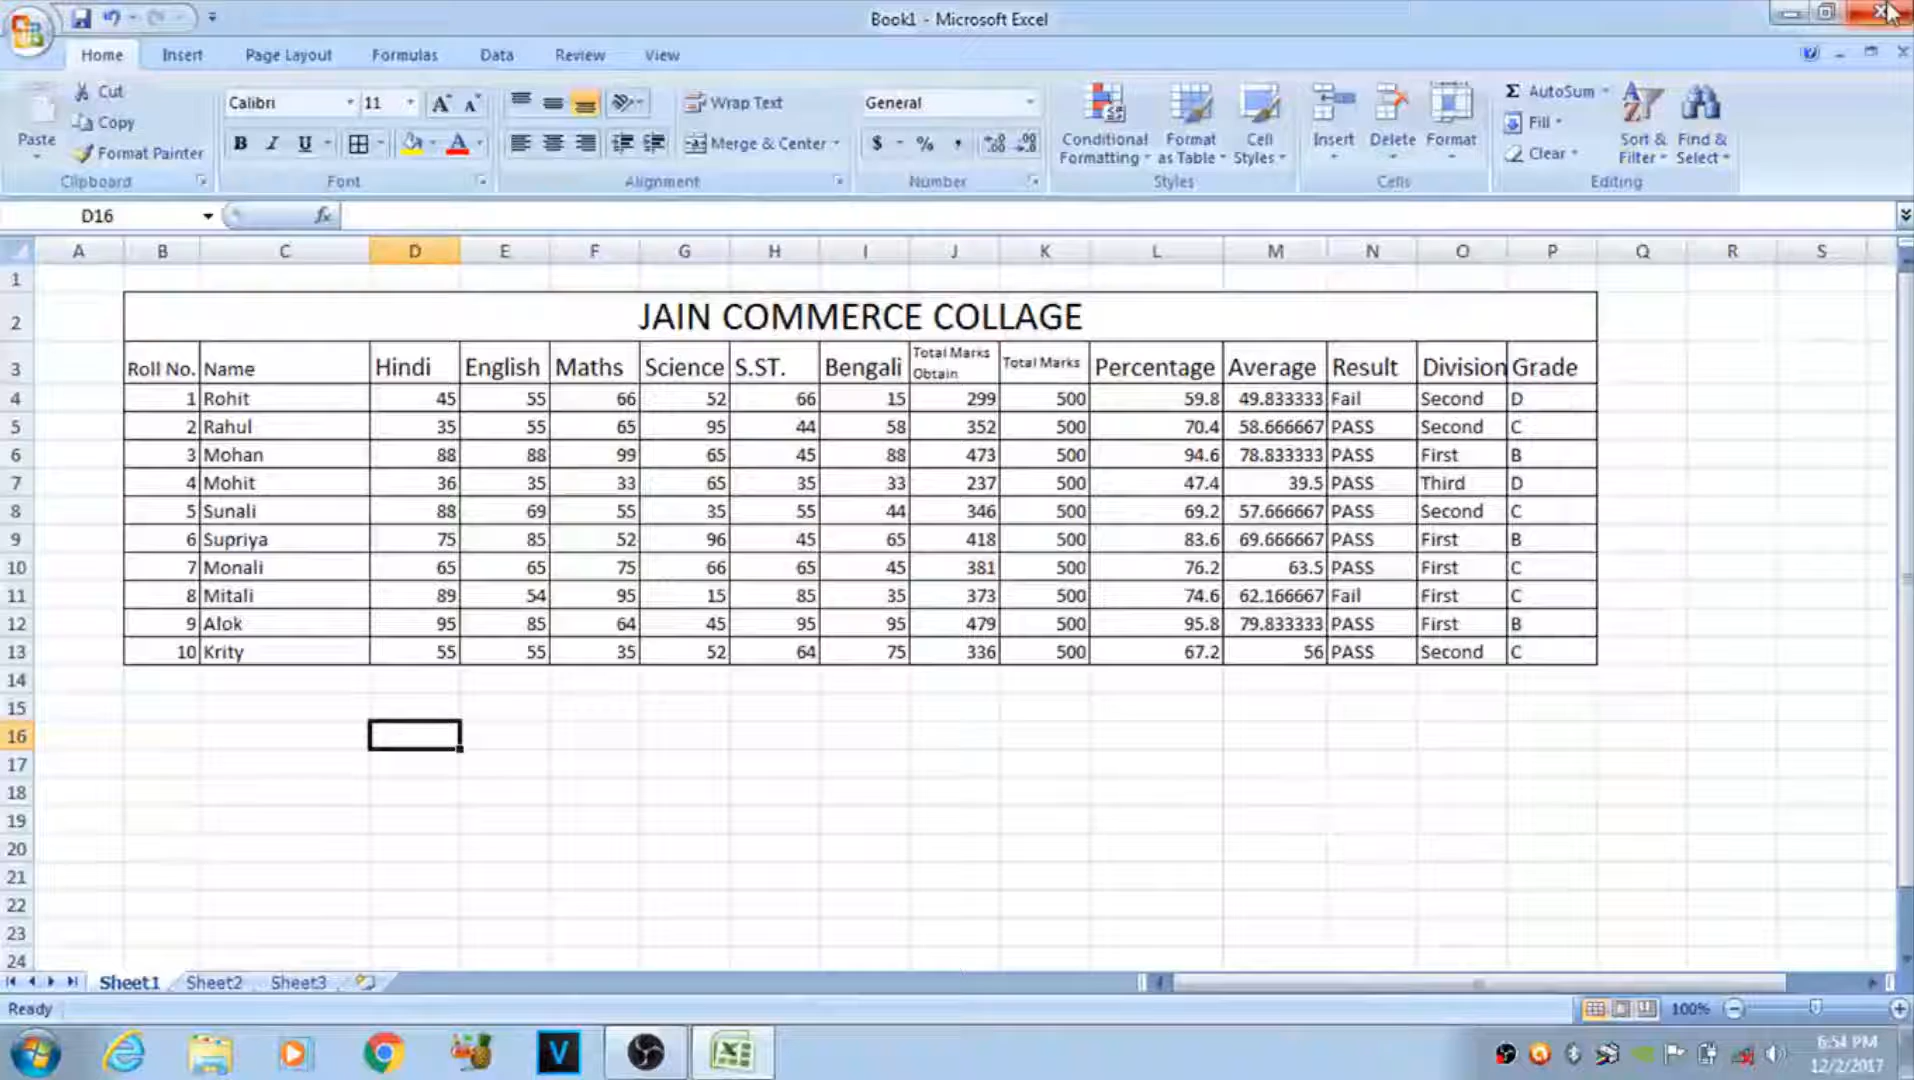 Book1 - Microsoft Excel
Home Insert Page Layout Formulas Data Review View
Paste Cut Copy Format Painter Clipboard
Calibri 11 B I U Font
Wrap Text Merge & Center Alignment
General $ % , Number
Conditional Formatting Format as Table Cell Styles Styles
Insert Delete Format Cells
Σ AutoSum Fill Clear Sort & Filter Find & Select Editing
D16 fx
A B C D E F G H I J K L M N O P Q R S
1
2 JAIN COMMERCE COLLAGE
3 Roll No. Name Hindi English Maths Science S.ST. Bengali Total Marks Obtain Total Marks Percentage Average Result Division Grade
4 1 Rohit 45 55 66 52 66 15 299 500 59.8 49.833333 Fail Second D
5 2 Rahul 35 55 65 95 44 58 352 500 70.4 58.666667 PASS Second C
6 3 Mohan 88 88 99 65 45 88 473 500 94.6 78.833333 PASS First B
7 4 Mohit 36 35 33 65 35 33 237 500 47.4 39.5 PASS Third D
8 5 Sunali 88 69 55 35 55 44 346 500 69.2 57.666667 PASS Second C
9 6 Supriya 75 85 52 96 45 65 418 500 83.6 69.666667 PASS First B
10 7 Monali 65 65 75 66 65 45 381 500 76.2 63.5 PASS First C
11 8 Mitali 89 54 95 15 85 35 373 500 74.6 62.166667 Fail First C
12 9 Alok 95 85 64 45 95 95 479 500 95.8 79.833333 PASS First B
13 10 Krity 55 55 35 52 64 75 336 500 67.2 56 PASS Second C
14
15
16
17
18
19
20
21
22
23
24
Sheet1 Sheet2 Sheet3
Ready 100%
6:54 PM
12/2/2017